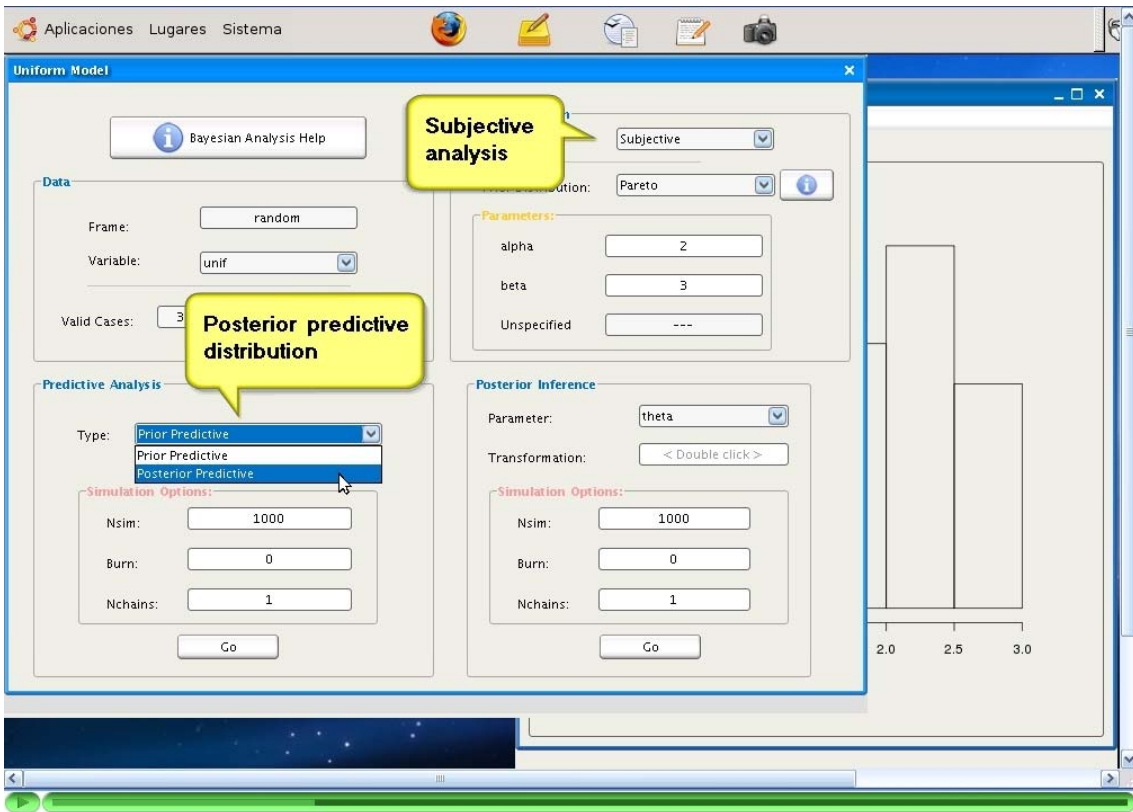 Aplicaciones Lugares Sistema
Uniform Model
Bayesian Analysis Help
Subjective
analysis
Subjective
Data
Frame:
random
Variable:
unif
Valid Cases:
3
Pareto
Parameters:
alpha
2
beta
3
Unspecified
---
Posterior predictive
distribution
Predictive Analysis
Type:
Prior Predictive
Prior Predictive
Posterior Predictive
Simulation Options:
Nsim:
1000
Burn:
0
Nchains:
1
Go
Posterior Inference
Parameter:
theta
Transformation:
< Double click >
Simulation Options:
Nsim:
1000
Burn:
0
Nchains:
1
Go
2.0 2.5 3.0